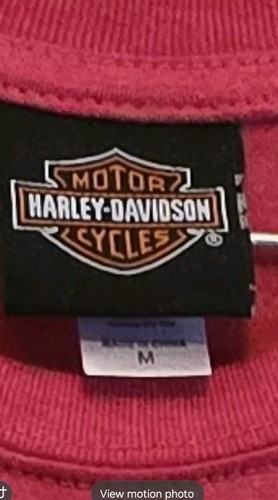 MOTOR
HARLEY-DAVIDSON
CYCLES
®
MADE IN CHINA
M
View motion photo